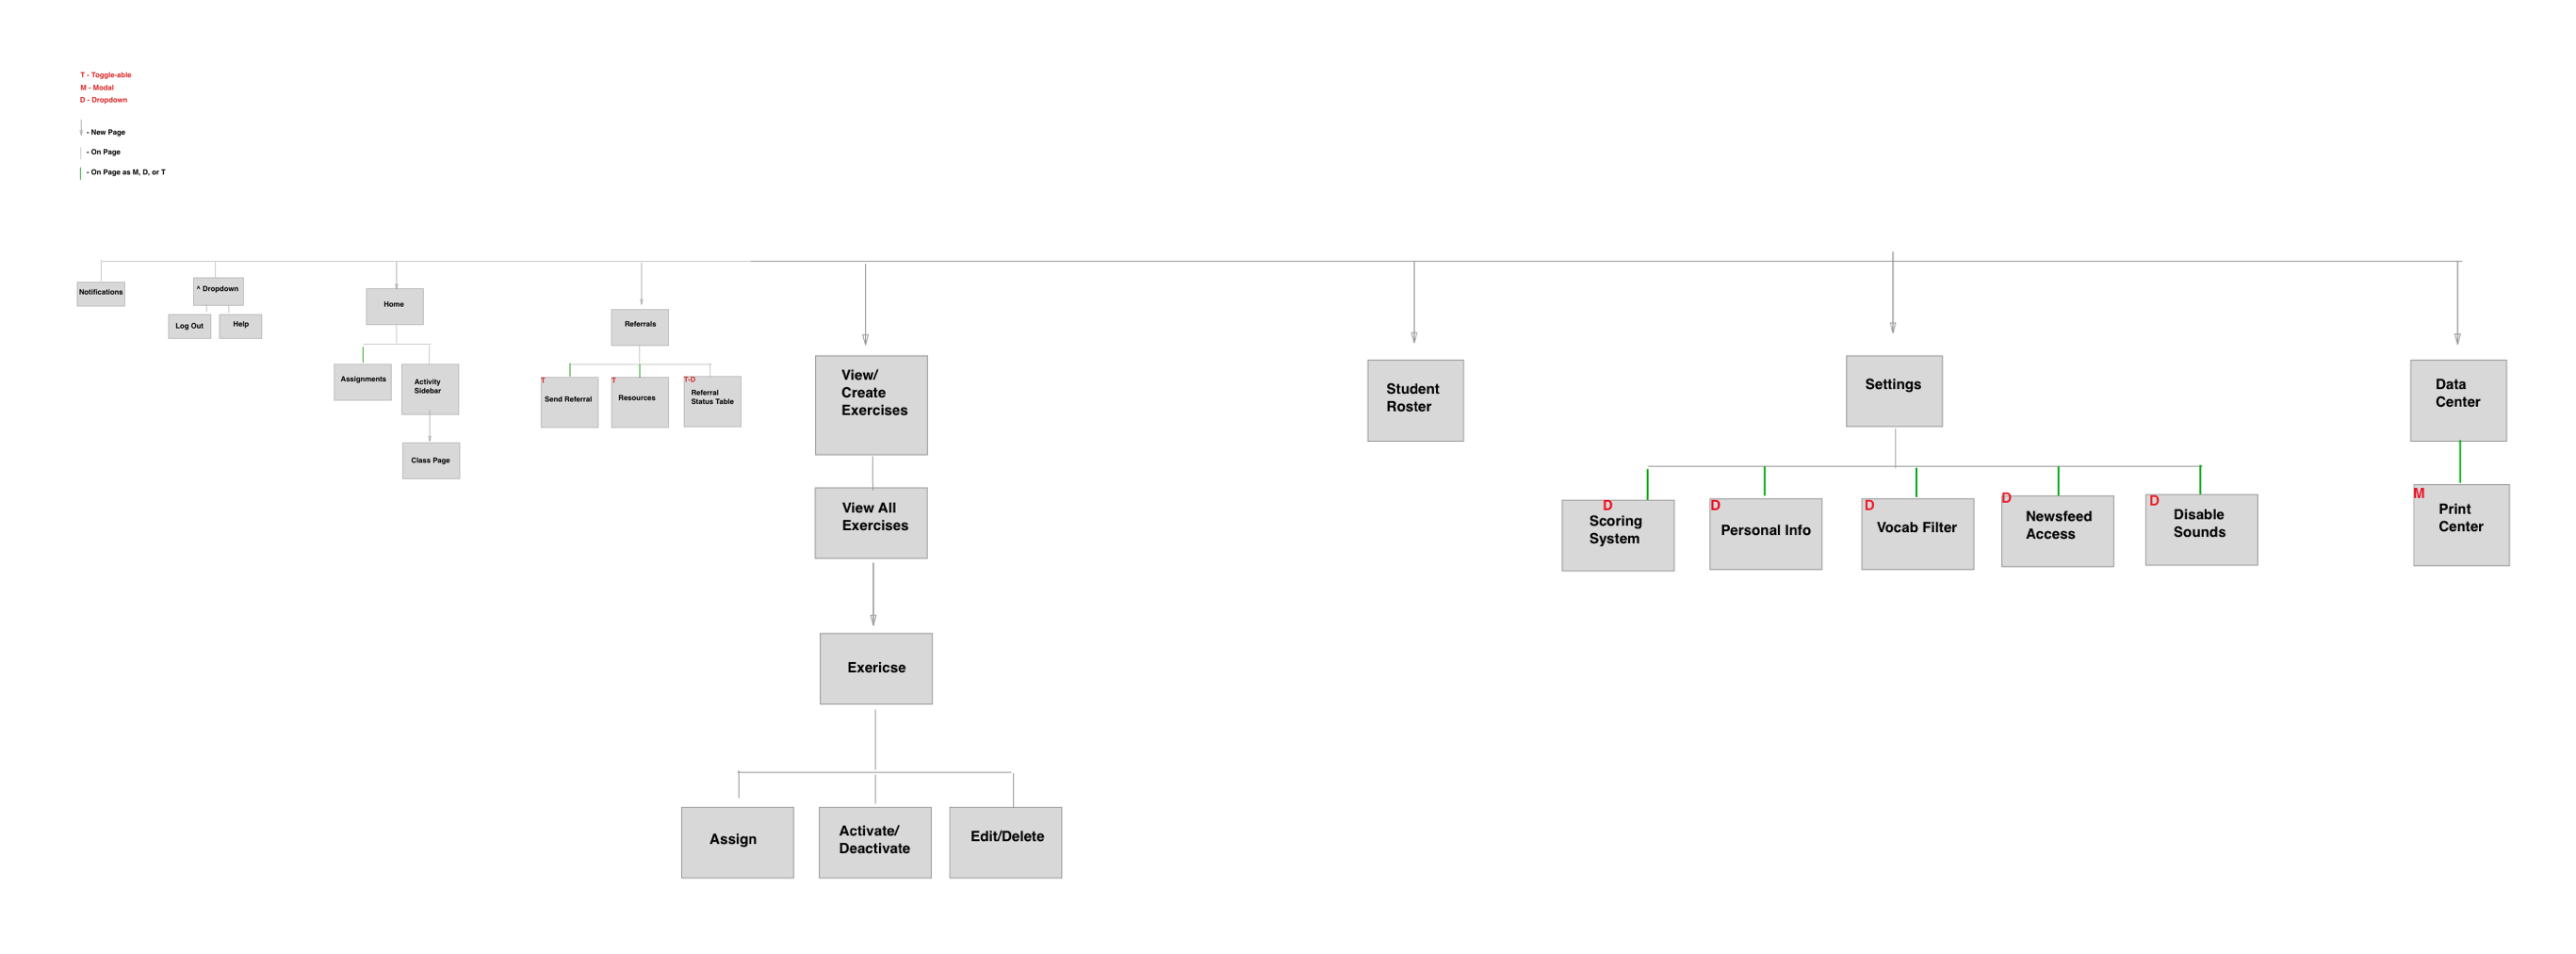 T - Toggle-able
M - Modal
D - Dropdown
- New Page
- On Page
- On Page as M, D, or T
Notifications
^ Dropdown
Log Out
Help
Home
Assignments
Activity
Sidebar
Class Page
Referrals
T
Send Referral
T
Resources
T-D
Referral
Status Table
View/
Create
Exercises
View All
Exercises
Exericse
Assign
Activate/
Deactivate
Edit/Delete
Student
Roster
Settings
D
Scoring
System
D
Personal Info
D
Vocab Filter
D
Newsfeed
Access
D
Disable
Sounds
Data
Center
M
Print
Center